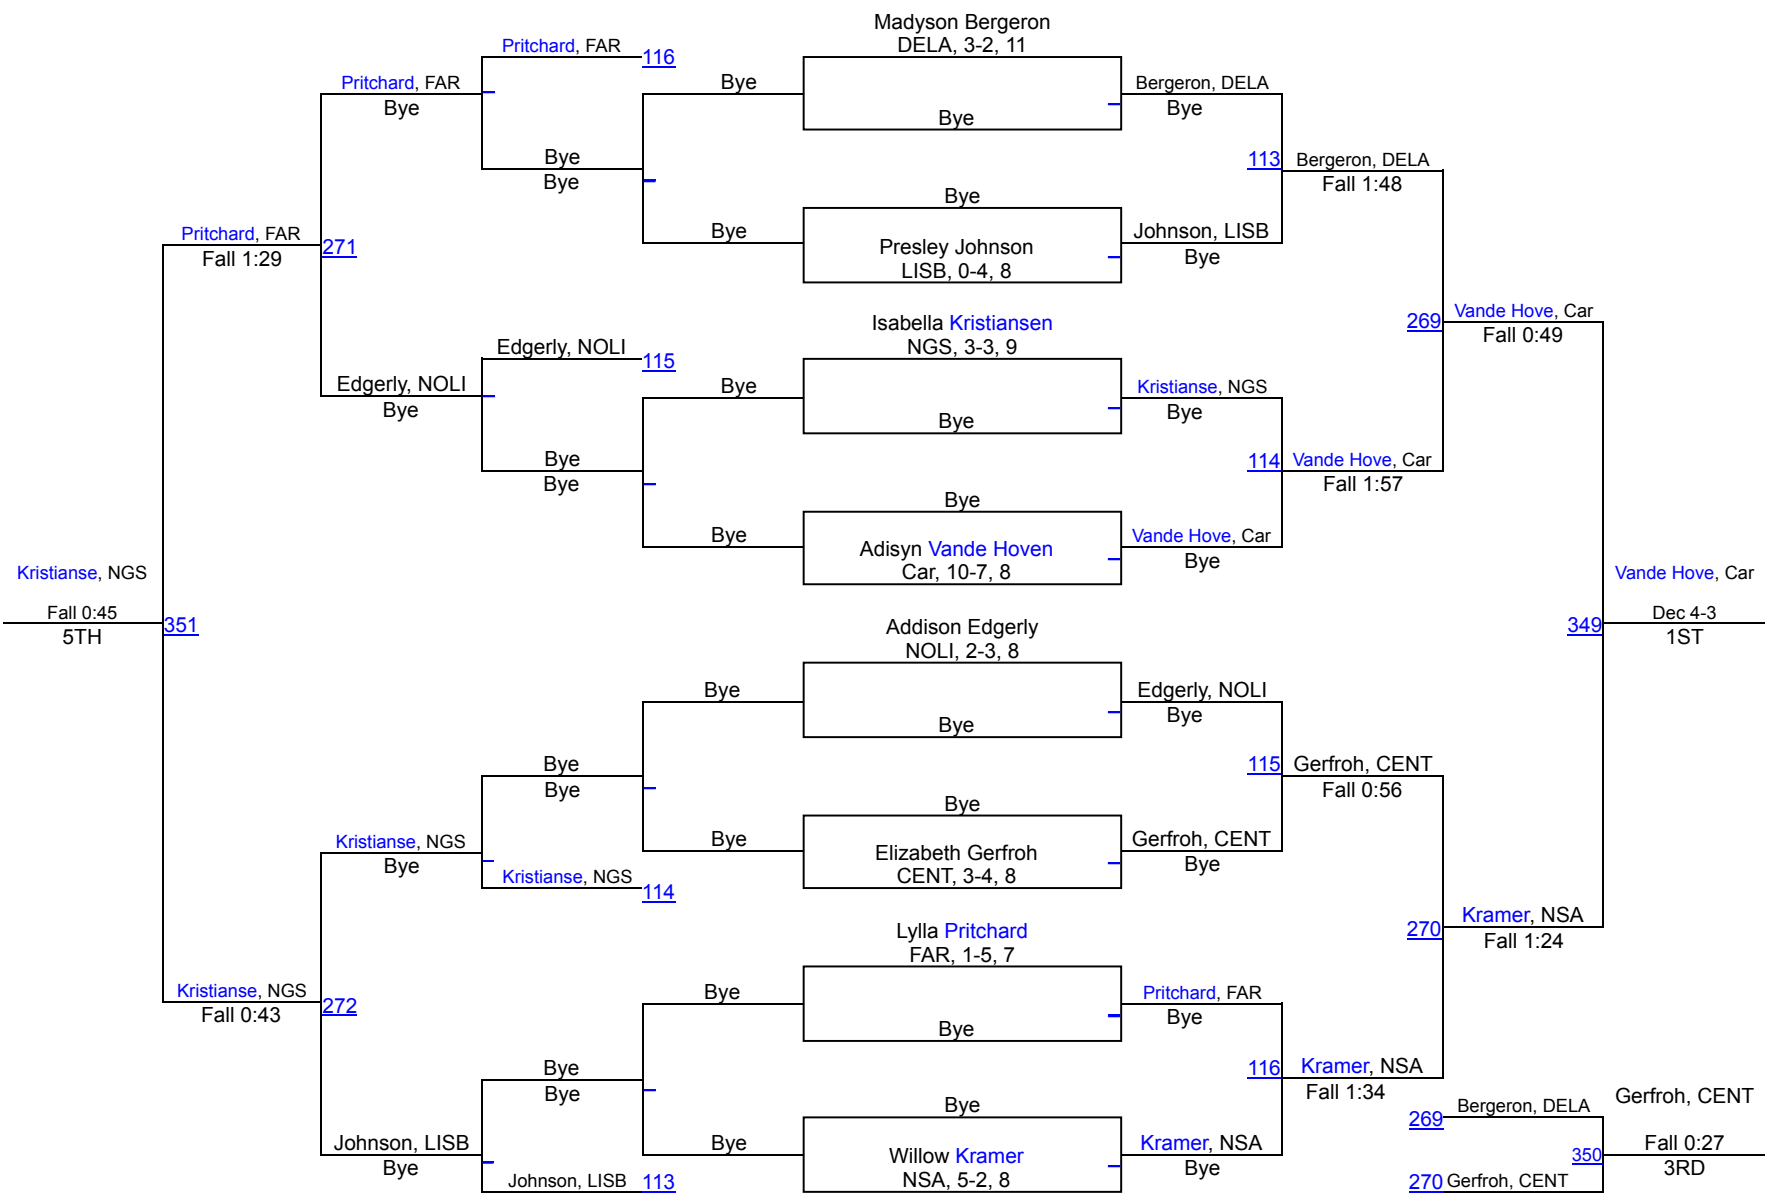 Madyson Bergeron
DELA, 3-2, 11
Pritchard, FAR
116
Pritchard, FAR
Bye
Bye
Bye
Bergeron, DELA
Bye
Bye
Bye
113
Bergeron, DELA
Fall 1:48
Bye
Bye
Johnson, LISB
Bye
Presley Johnson
LISB, 0-4, 8
Pritchard, FAR
Fall 1:29
271
Isabella Kristiansen
NGS, 3-3, 9
269
Vande Hove, Car
Fall 0:49
Edgerly, NOLI
115
Edgerly, NOLI
Bye
Bye
Bye
Kristianse, NGS
Bye
Bye
Bye
114
Vande Hove, Car
Fall 1:57
Bye
Bye
Vande Hove, Car
Bye
Adisyn Vande Hoven
Car, 10-7, 8
Kristianse, NGS
Fall 0:45
5TH
351
Vande Hove, Car
349
Dec 4-3
1ST
Addison Edgerly
NOLI, 2-3, 8
Bye
Bye
Edgerly, NOLI
Bye
Bye
Bye
115
Gerfroh, CENT
Fall 0:56
Bye
Bye
Gerfroh, CENT
Bye
Elizabeth Gerfroh
CENT, 3-4, 8
Kristianse, NGS
Bye
Kristianse, NGS
114
Lylla Pritchard
FAR, 1-5, 7
270
Kramer, NSA
Fall 1:24
Kristianse, NGS
Fall 0:43
272
Bye
Bye
Pritchard, FAR
Bye
Bye
Bye
116
Kramer, NSA
Fall 1:34
Bye
Bye
Kramer, NSA
Bye
Willow Kramer
NSA, 5-2, 8
Johnson, LISB
Bye
Johnson, LISB
113
269
Bergeron, DELA
Gerfroh, CENT
350
Fall 0:27
3RD
270
Gerfroh, CENT